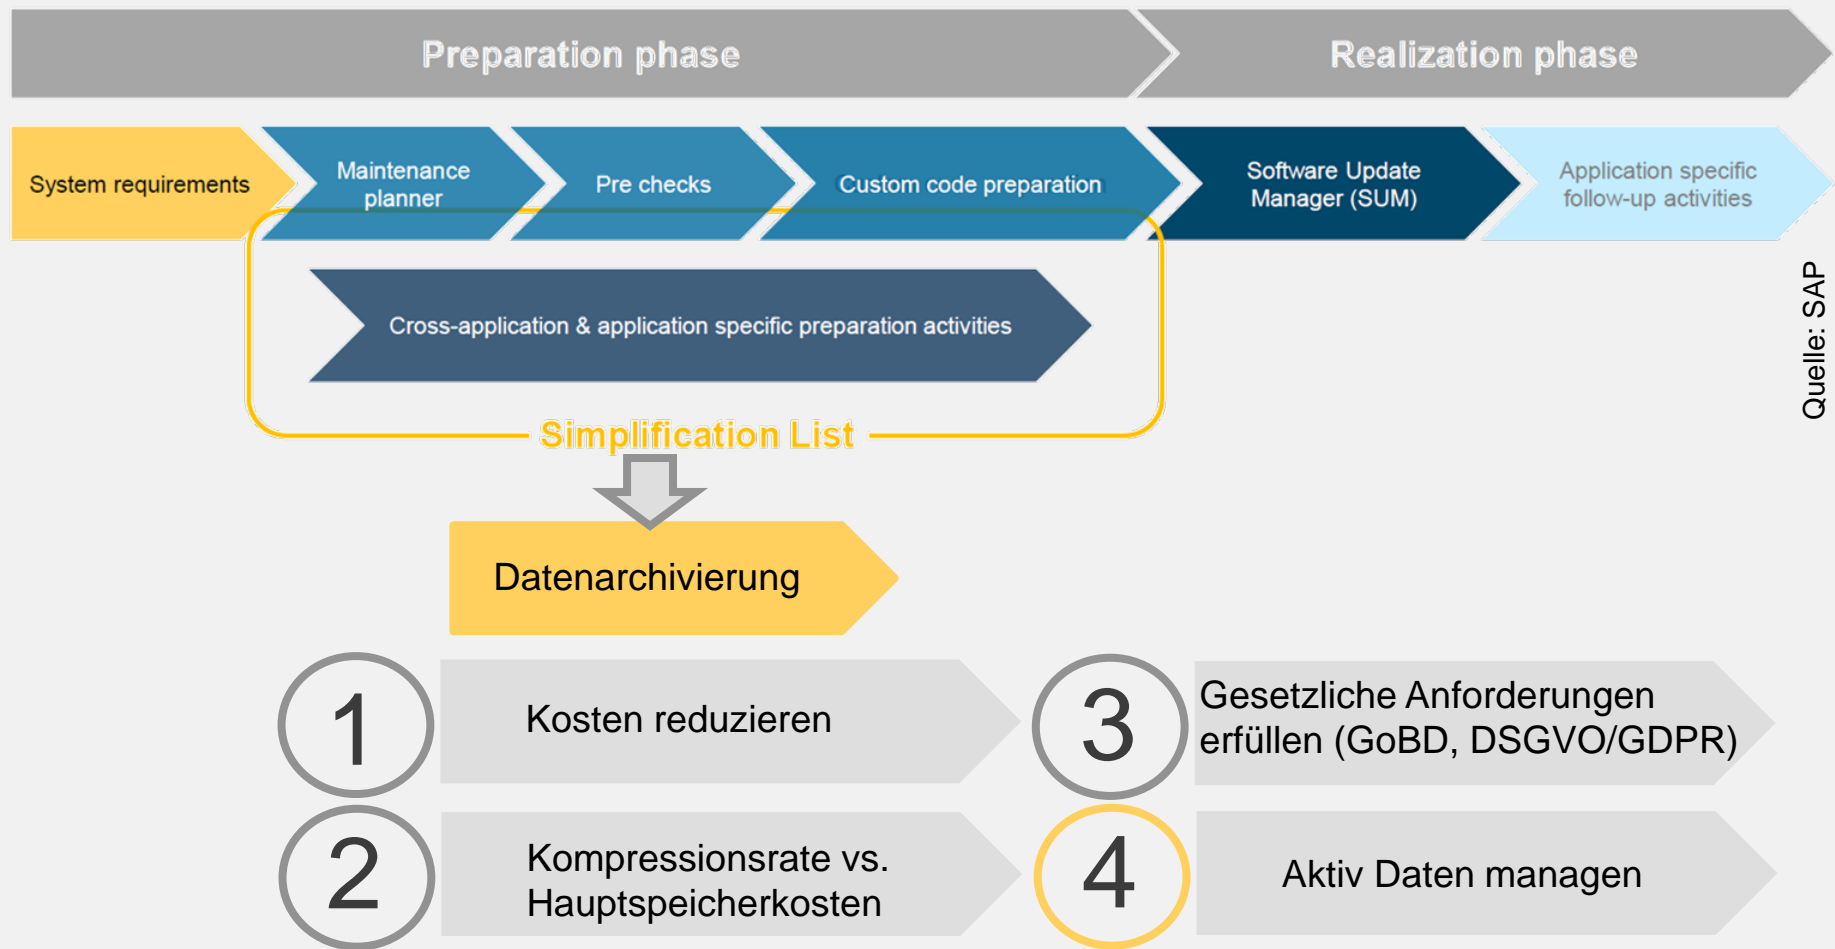 Preparation phase
Realization phase
System requirements
Maintenance
planner
Pre checks
Custom code preparation
Software Update
Manager (SUM)
Application specific
follow-up activities
Cross-application & application specific preparation activities
Simplification List
Quelle: SAP
Datenarchivierung
1
Kosten reduzieren
2
Kompressionsrate vs.
Hauptspeicherkosten
3
Gesetzliche Anforderungen
erfüllen (GoBD, DSGVO/GDPR)
4
Aktiv Daten managen